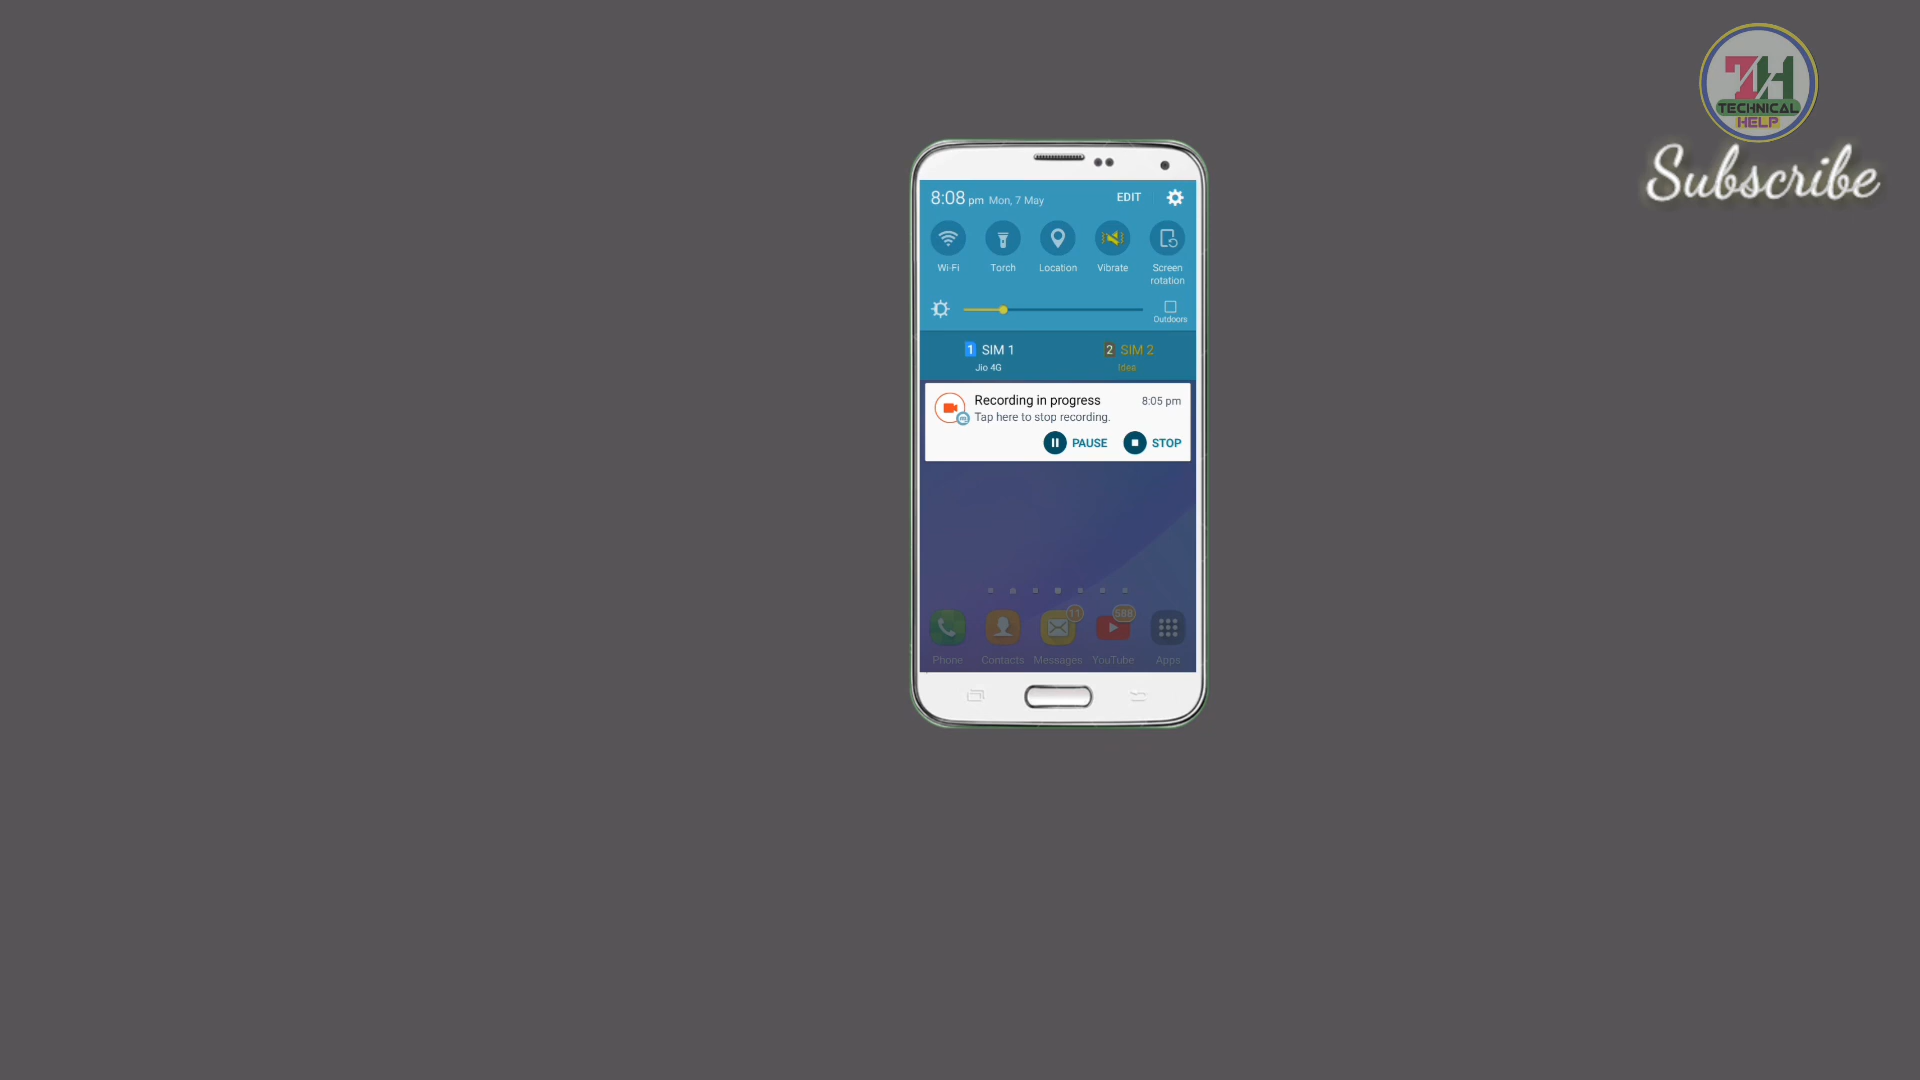 TH
TECHNICAL
HELP
Subscribe
8:08 pm Mon, 7 May EDIT
Wi-Fi Torch Location Vibrate Screen rotation
Outdoors
1 SIM 1 2 SIM 2
Jio 4G Idea
Recording in progress 8:05 pm
Tap here to stop recording.
PAUSE STOP
11 588
Phone Contacts Messages YouTube Apps